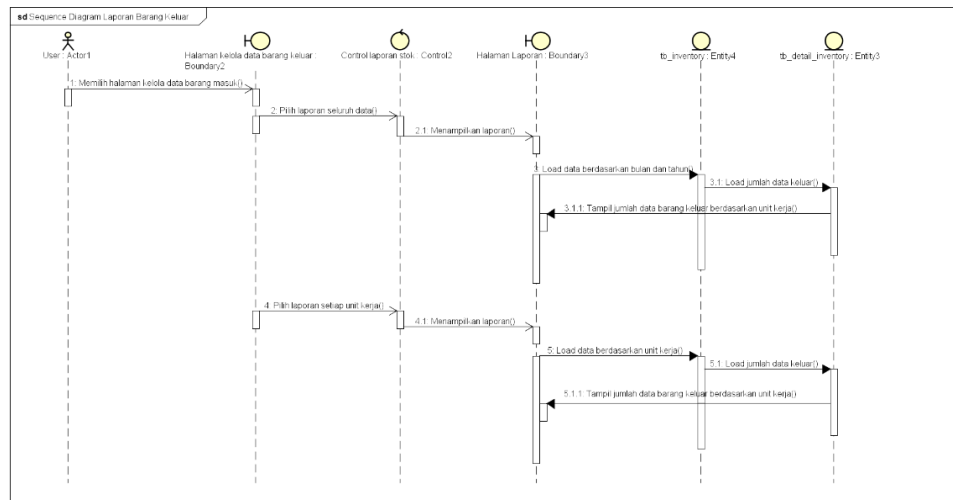 sd Sequence Diagram Laporan Barang Keluar
User : Actor1
Halaman kelola data barang keluar :
Boundary2
Control laporan stok : Control2
Halaman Laporan : Boundary3
tb_inventory : Entity4
tb_detail_inventory : Entity3
1: Memilih halaman kelola data barang masuk()
2: Pilih laporan seluruh data()
2.1: Menampilkan laporan()
3: Load data berdasarkan bulan dan tahun()
3.1: Load jumlah data keluar()
3.1.1: Tampil jumlah data barang keluar berdasarkan unit kerja()
4: Pilih laporan setiap unit kerja()
4.1: Menampilkan laporan()
5: Load data berdasarkan unit kerja()
5.1: Load jumlah data keluar()
5.1.1: Tampil jumlah data barang keluar berdasarkan unit kerja()